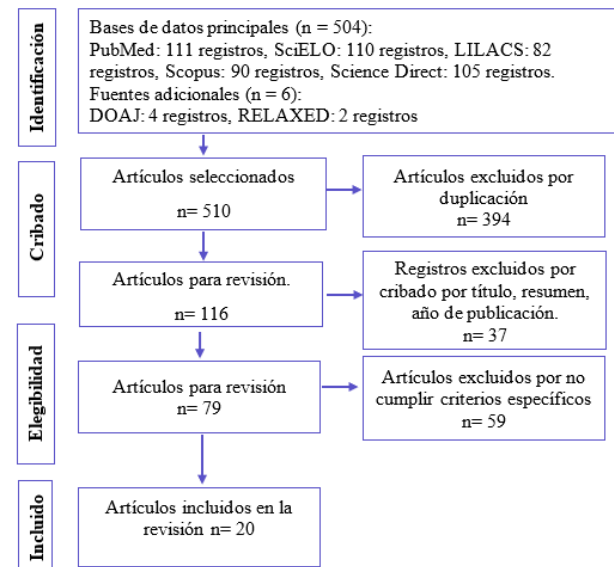 Identificación
Bases de datos principales (n = 504):
PubMed: 111 registros, SciELO: 110 registros, LILACS: 82
registros, Scopus: 90 registros, Science Direct: 105 registros.
Fuentes adicionales (n = 6):
DOAJ: 4 registros, RELAXED: 2 registros
Cribado
Artículos seleccionados
n= 510
Artículos excluidos por
duplicación
n= 394
Artículos para revisión.
n= 116
Registros excluidos por
cribado por título, resumen,
año de publicación.
n= 37
Elegibilidad
Artículos para revisión
n= 79
Artículos excluidos por no
cumplir criterios específicos
n= 59
Incluido
Artículos incluidos en la
revisión n= 20